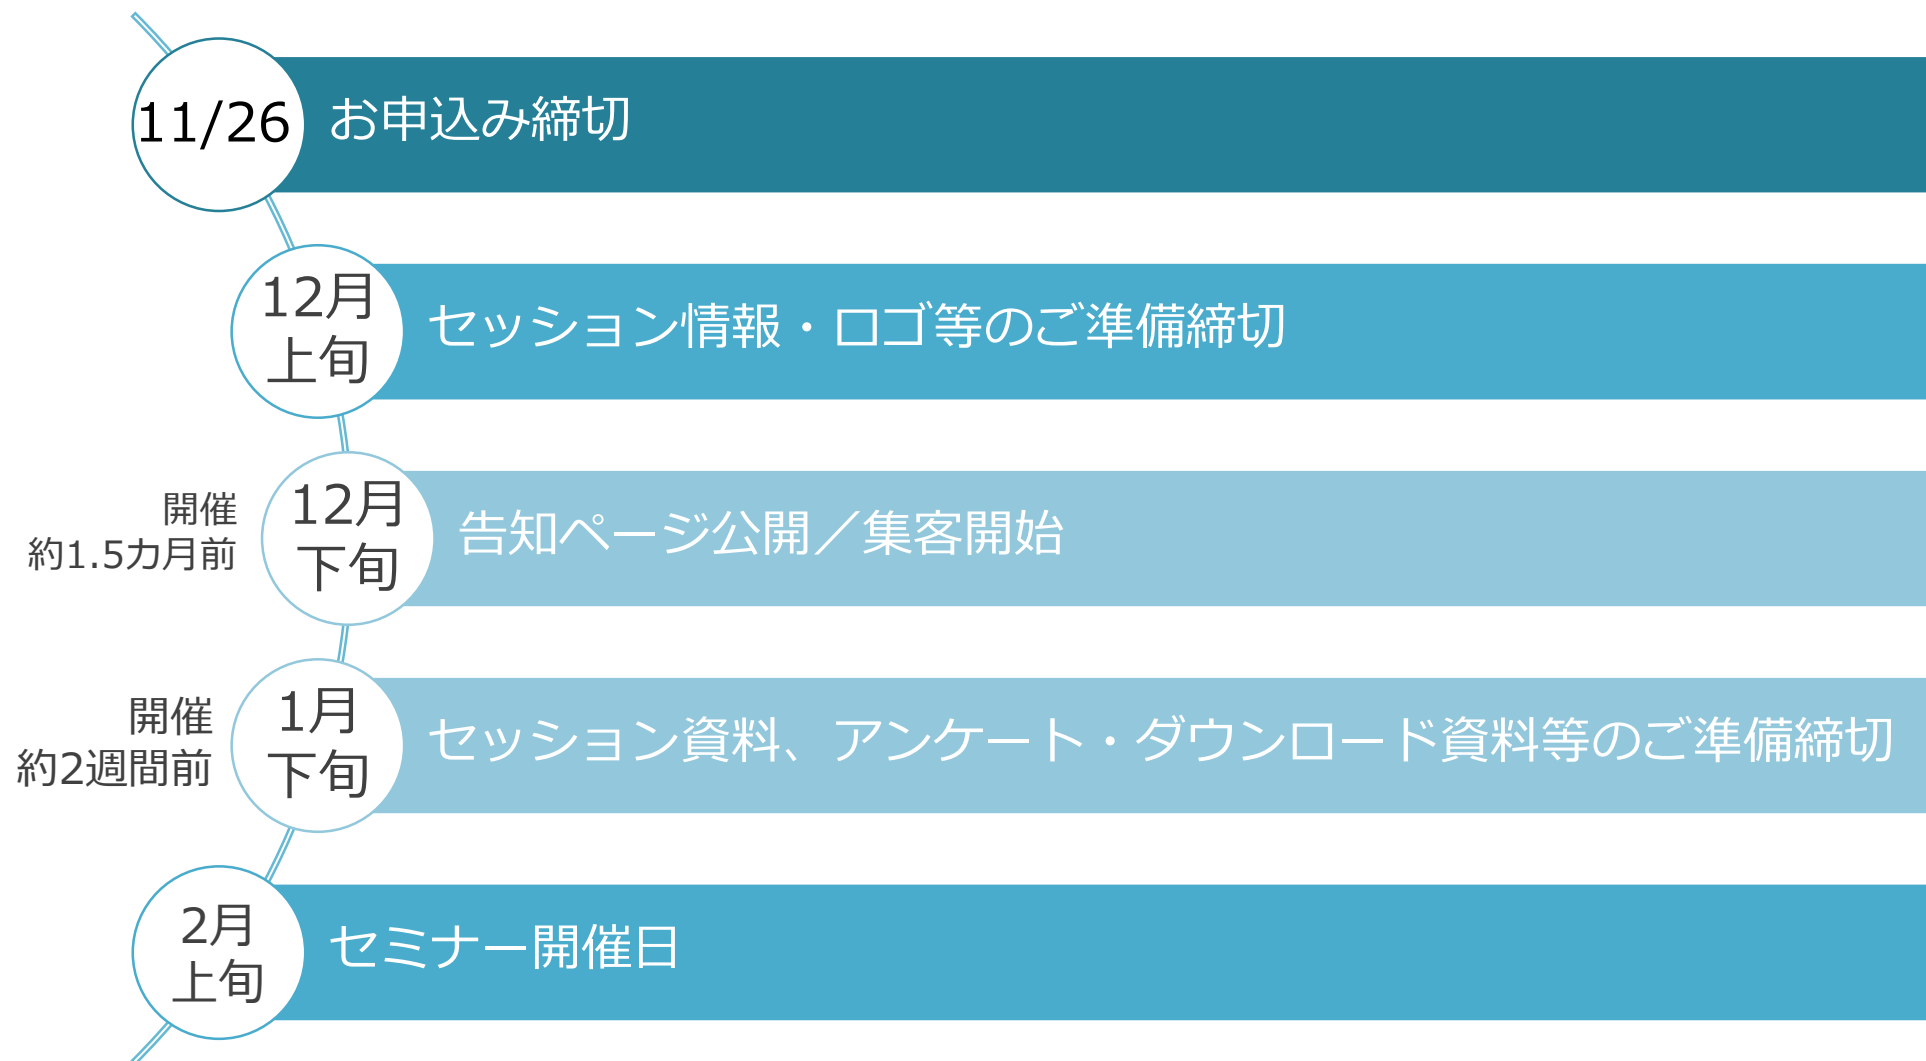 11/26
お申込み締切
12月
上旬
セッション情報・ロゴ等のご準備締切
開催
約1.5カ月前
12月
下旬
告知ページ公開／集客開始
開催
約2週間前
1月
下旬
セッション資料、アンケート・ダウンロード資料等のご準備締切
2月
上旬
セミナー開催日